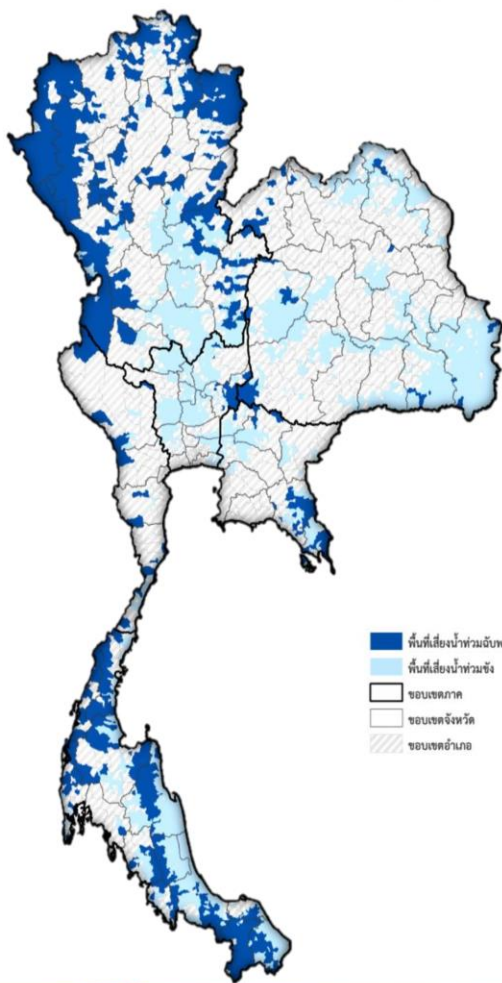 พื้นที่เสี่ยงน้ำท่วมฉับพ
พื้นที่เสี่ยงน้ำท่วมขัง
ขอบเขตภาค
ขอบเขตจังหวัด
ขอบเขตอำเภอ